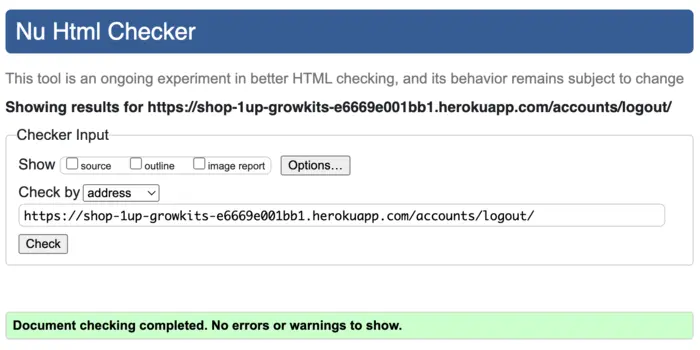 Nu Html Checker
This tool is an ongoing experiment in better HTML checking, and its behavior remains subject to change
Showing results for https://shop-1up-growkits-e6669e001bb1.herokuapp.com/accounts/logout/
Checker Input
Show source outline image report Options...
Check by address
https://shop-1up-growkits-e6669e001bb1.herokuapp.com/accounts/logout/
Check
Document checking completed. No errors or warnings to show.